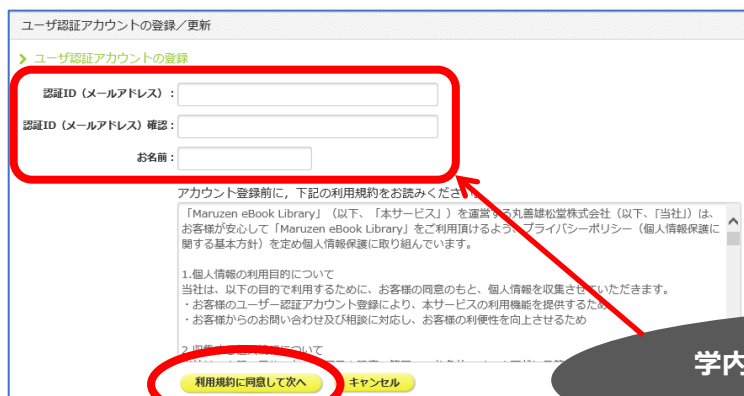 ユーザ認証アカウントの登録/更新
ユーザ認証アカウントの登録
認証ID（メールアドレス）：
認証ID（メールアドレス）確認：
お名前：
アカウント登録前に，下記の利用規約をお読みくださ
「Maruzen eBook Library」（以下、「本サービス」）を運営する丸善雄松堂株式会社（以下、「当社」）は、
お客様が安心して「Maruzen eBook Library」をご利用頂けるよう、プライバシーポリシー（個人情報保護に
関する基本方針）を定め個人情報保護に取り組んでいます。
1.個人情報の利用目的について
当社は、以下の目的で利用するために、お客様の同意のもと、個人情報を収集させていただきます。
・お客様のユーザー認証アカウント登録により、本サービスの利用機能を提供するため
・お客様からのお問い合わせ及び相談に対応し、お客様の利便性を向上させるため
利用規約に同意して次へ
キャンセル
学内